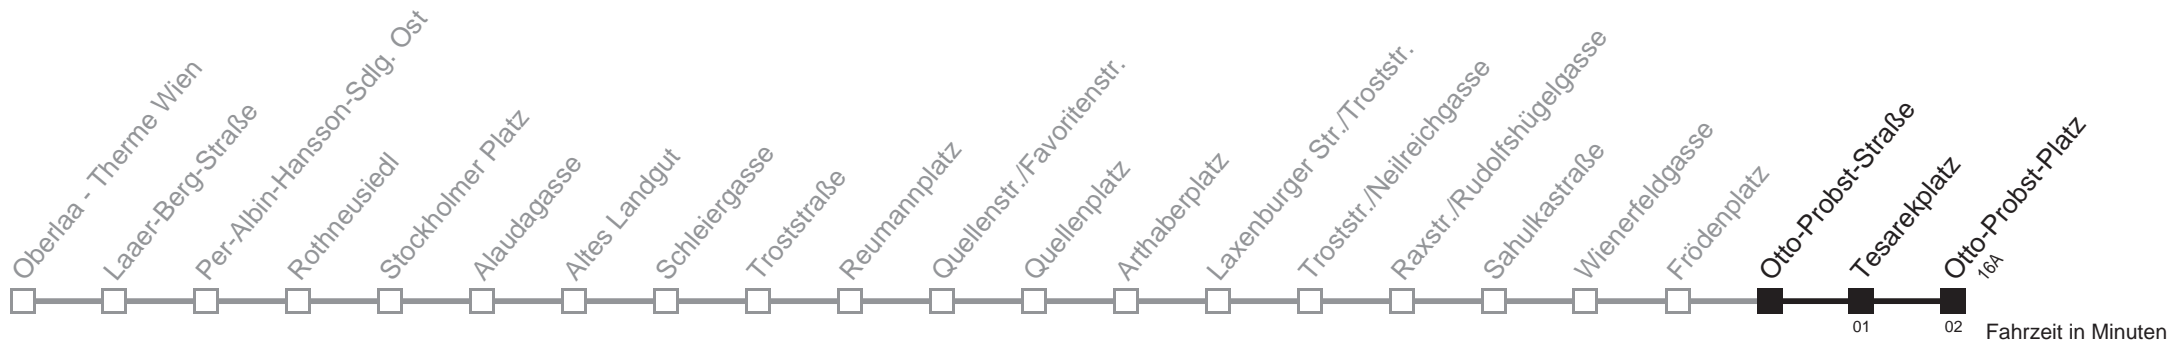 Oberlaa - Therme Wien
Laaer-Berg-Straße
Per-Albin-Hansson-Sdlg. Ost
Rothneusiedl
Stockholmer Platz
Alaudagasse
Altes Landgut
Schleiergasse
Troststraße
Reumannplatz
Quellenstr./Favoritenstr.
Quellenplatz
Arthaberplatz
Laxenburger Str./Troststr.
Troststr./Neilreichgasse
Raxstr./Rudolfshügelgasse
Sahulkastraße
Wienerfeldgasse
Frödenplatz
Otto-Probst-Straße
Tesarekplatz
Otto-Probst-Platz
16A
01
02
Fahrzeit in Minuten